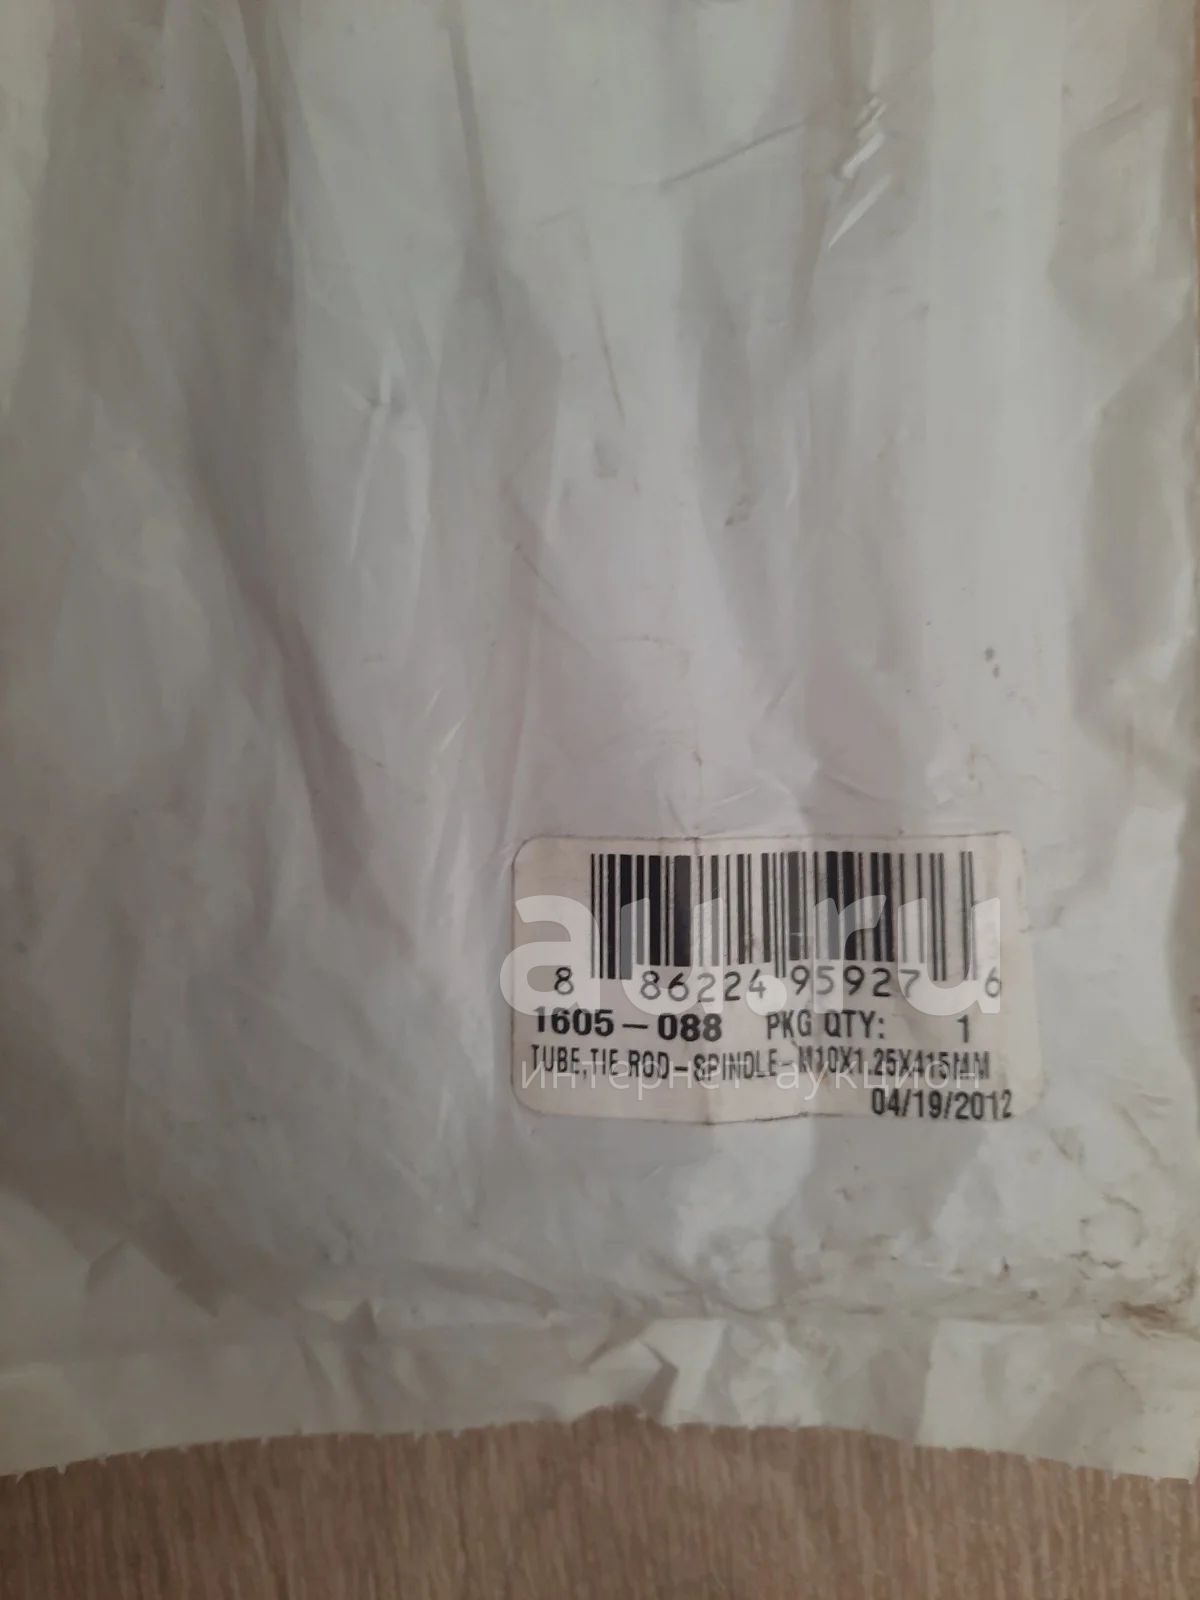 8 86224 95927 6
1605-088 PKG QTY: 1
TUBE,TIE ROD-SPINDLE-M10X1.25X415MM
04/19/2012
au.ru
интернет аукцион